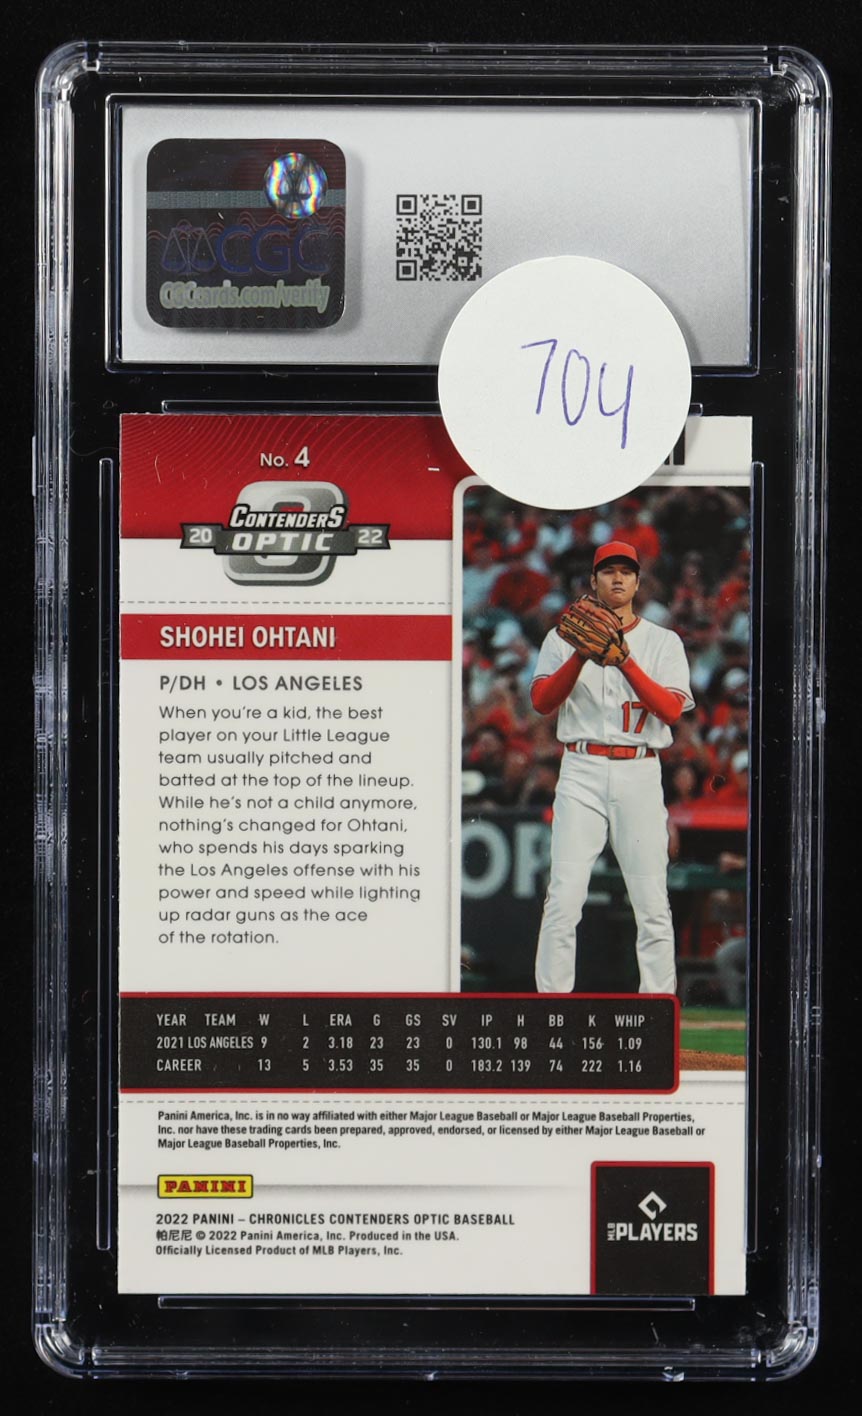 CGC
CGCcards.com/verify
704
No. 4
CONTENDERS
20 OPTIC 22
SHOHEI OHTANI
P/DH • LOS ANGELES
When you're a kid, the best
player on your Little League
team usually pitched and
batted at the top of the lineup.
While he's not a child anymore,
nothing's changed for Ohtani,
who spends his days sparking
the Los Angeles offense with his
power and speed while lighting
up radar guns as the ace
of the rotation.
17
YEAR TEAM W L ERA G GS SV IP H BB K WHIP
2021 LOS ANGELES 9 2 3.18 23 23 0 130.1 98 44 156 1.09
CAREER 13 5 3.53 35 35 0 183.2 139 74 222 1.16
Panini America, Inc. is in no way affiliated with either Major League Baseball or Major League Baseball Properties,
Inc. nor have these trading cards been prepared, approved, endorsed, or licensed by either Major League Baseball or
Major League Baseball Properties, Inc.
PANINI
2022 PANINI – CHRONICLES CONTENDERS OPTIC BASEBALL
帕尼尼 © 2022 Panini America, Inc. Produced in the USA.
Officially Licensed Product of MLB Players, Inc.
MLB PLAYERS